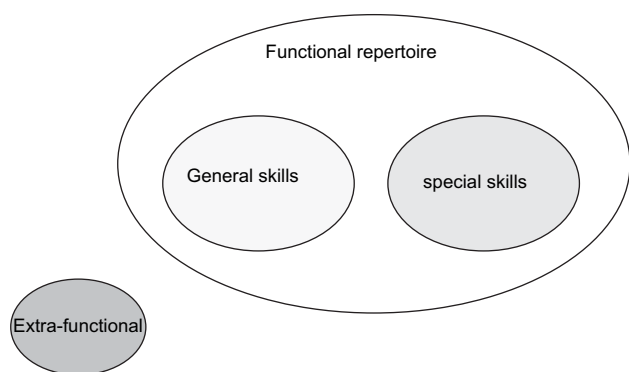 Functional repertoire
General skills
special skills
Extra-functional